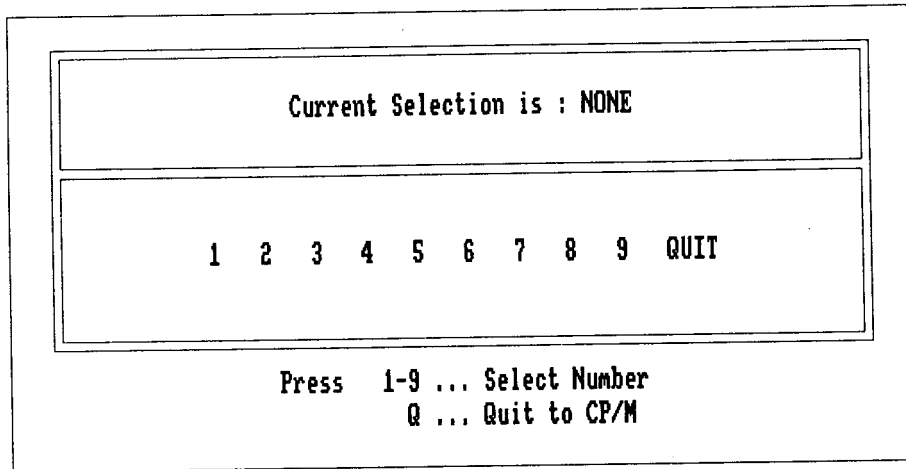 Current Selection is : NONE
1 2 3 4 5 6 7 8 9 QUIT
Press 1-9 ... Select Number
Q ... Quit to CP/M